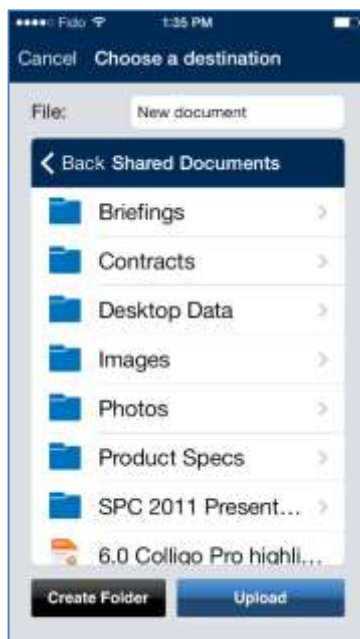 Fido 1:35 PM
Cancel Choose a destination
File: New document
Back Shared Documents
Briefings
Contracts
Desktop Data
Images
Photos
Product Specs
SPC 2011 Present...
6.0 Colligo Pro highli...
Create Folder Upload